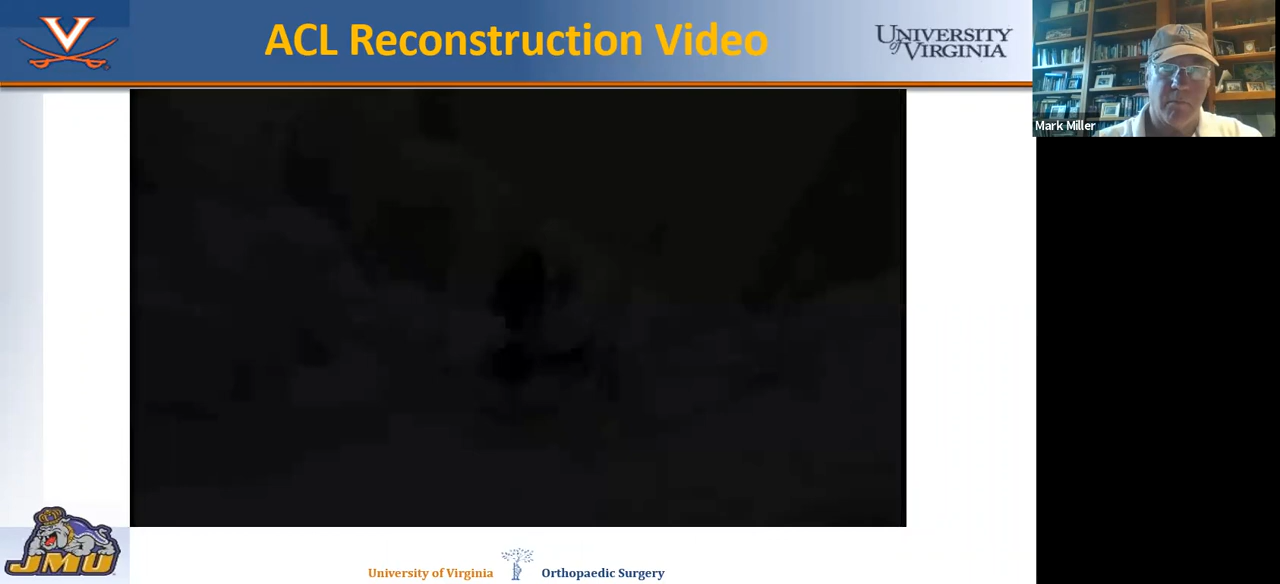 ACL Reconstruction Video
V
UNIVERSITY
of VIRGINIA
Mark Miller
JMU
University of Virginia
Orthopaedic Surgery